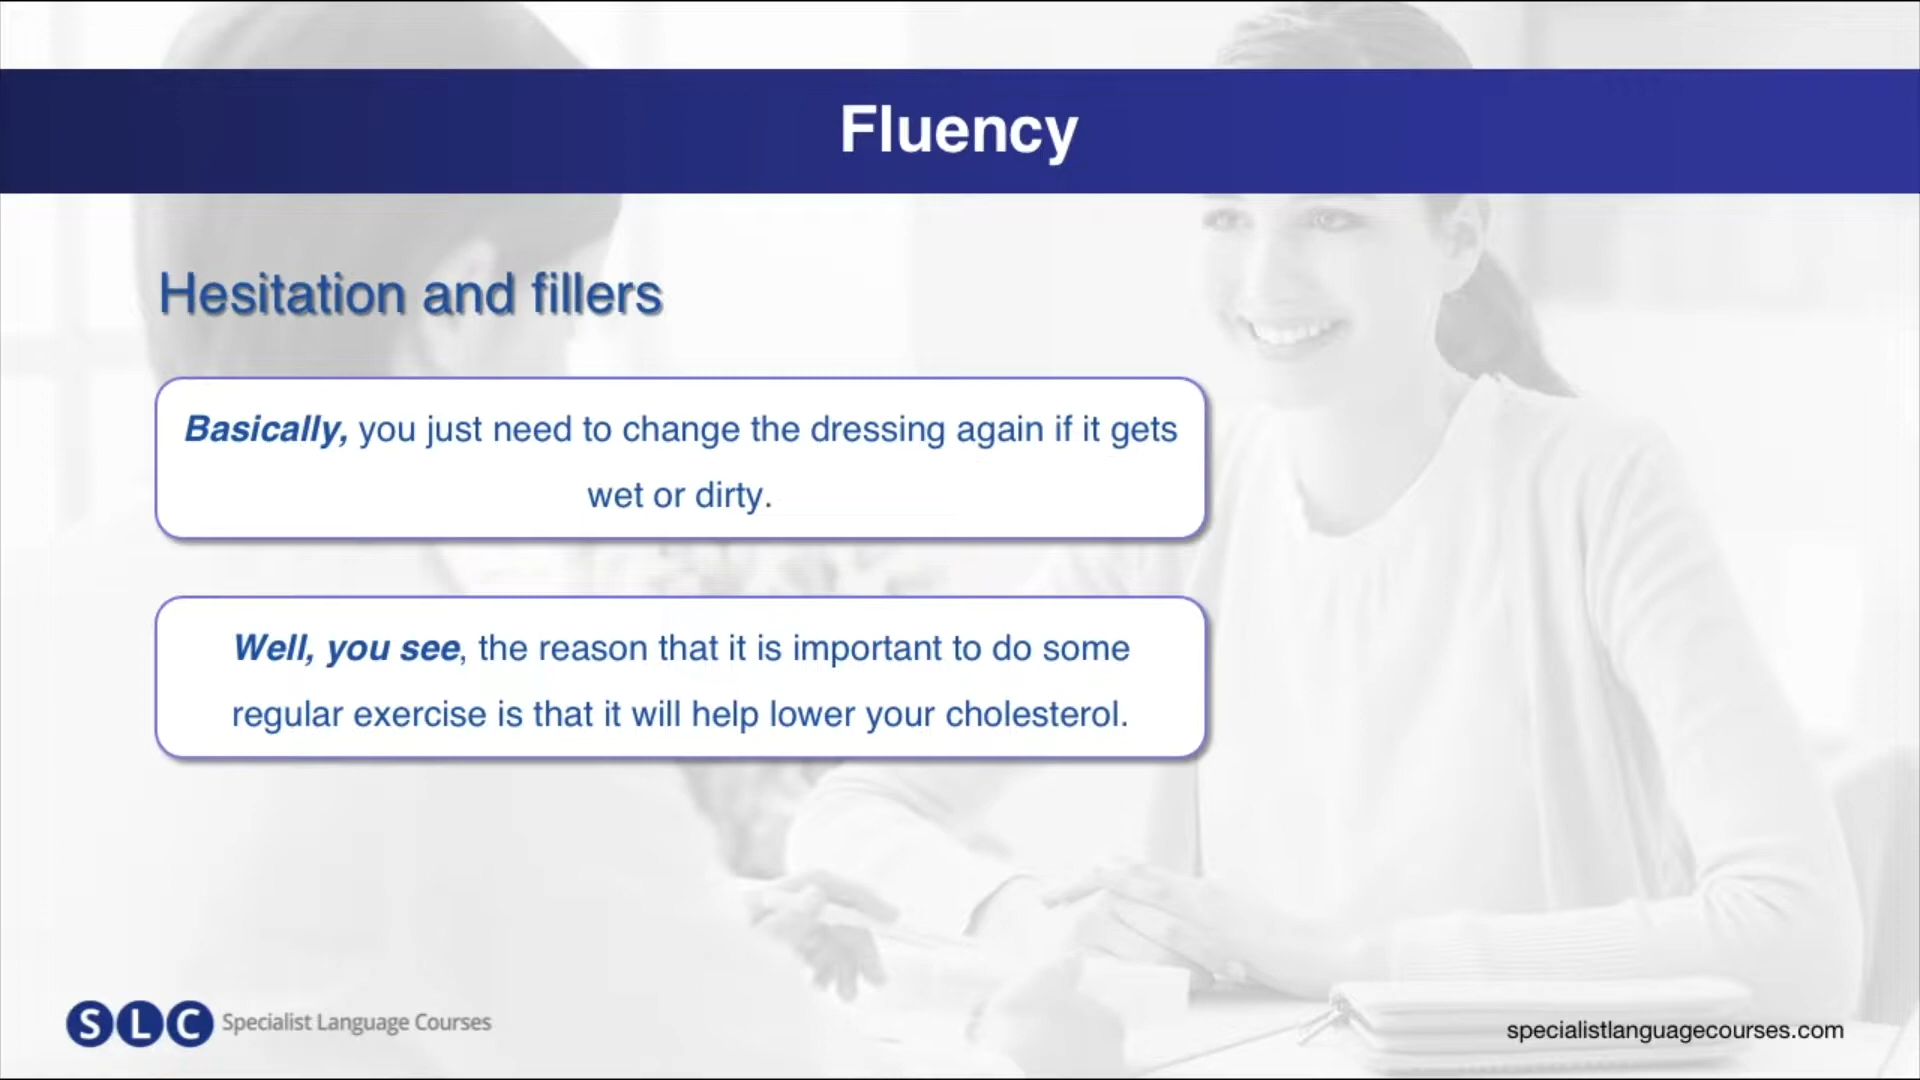 Fluency
Hesitation and fillers
Basically, you just need to change the dressing again if it gets
wet or dirty.
Well, you see, the reason that it is important to do some
regular exercise is that it will help lower your cholesterol.
SLC Specialist Language Courses
specialistlanguagecourses.com